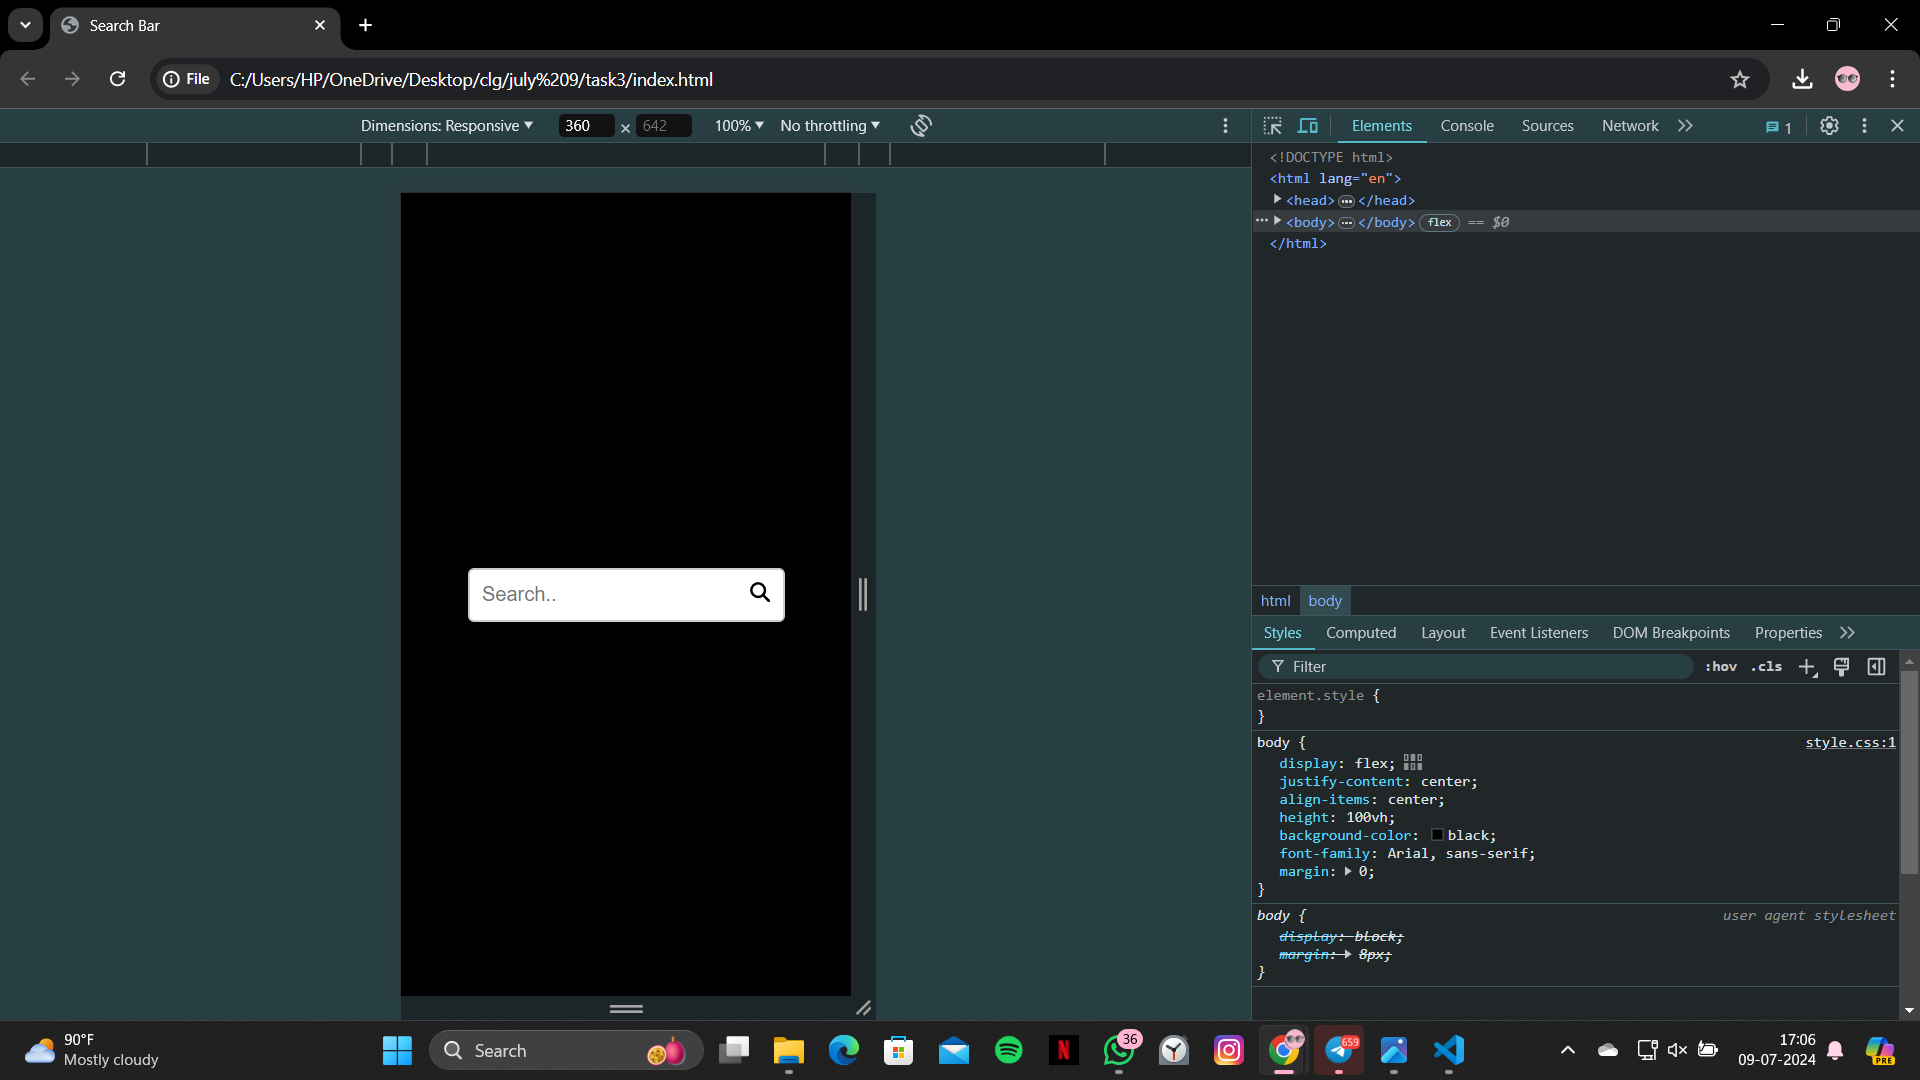 Search Bar
File C:/Users/HP/OneDrive/Desktop/clg/july%209/task3/index.html
Dimensions: Responsive 360 × 642 100% No throttling
Elements Console Sources Network 1
<!DOCTYPE html>
<html lang="en">
<head> </head>
<body> </body> flex == $0
</html>
Search..
html body
Styles Computed Layout Event Listeners DOM Breakpoints Properties
Filter :hov .cls
element.style {
}
body { style.css:1
display: flex;
justify-content: center;
align-items: center;
height: 100vh;
background-color: black;
font-family: Arial, sans-serif;
margin: 0;
}
body { user agent stylesheet
display: block;
margin: 8px;
}
90°F
Mostly cloudy
Search
N
36
659
17:06
09-07-2024
PRE